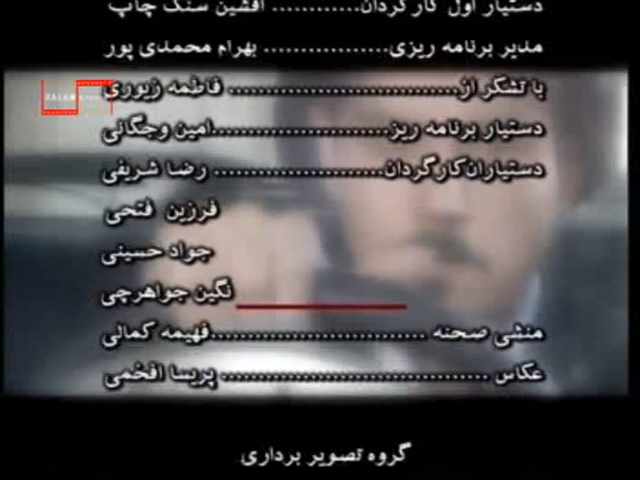 دستیار اول کارگردان............ افشین سنگ چاپ
مدیر برنامه ریزی................ بهرام محمدی پور
با تشکر از............................. فاطمه زیوری
دستیار برنامه ریز......................امین وجگانی
دستیاران کارگردان..................... رضا شریفی
فرزین فتحی
جواد حسینی
نگین جواهرچی
منشی صحنه ...........................فهیمه کمالی
عکاس ................................... پریسا افخمی
گروه تصویر برداری